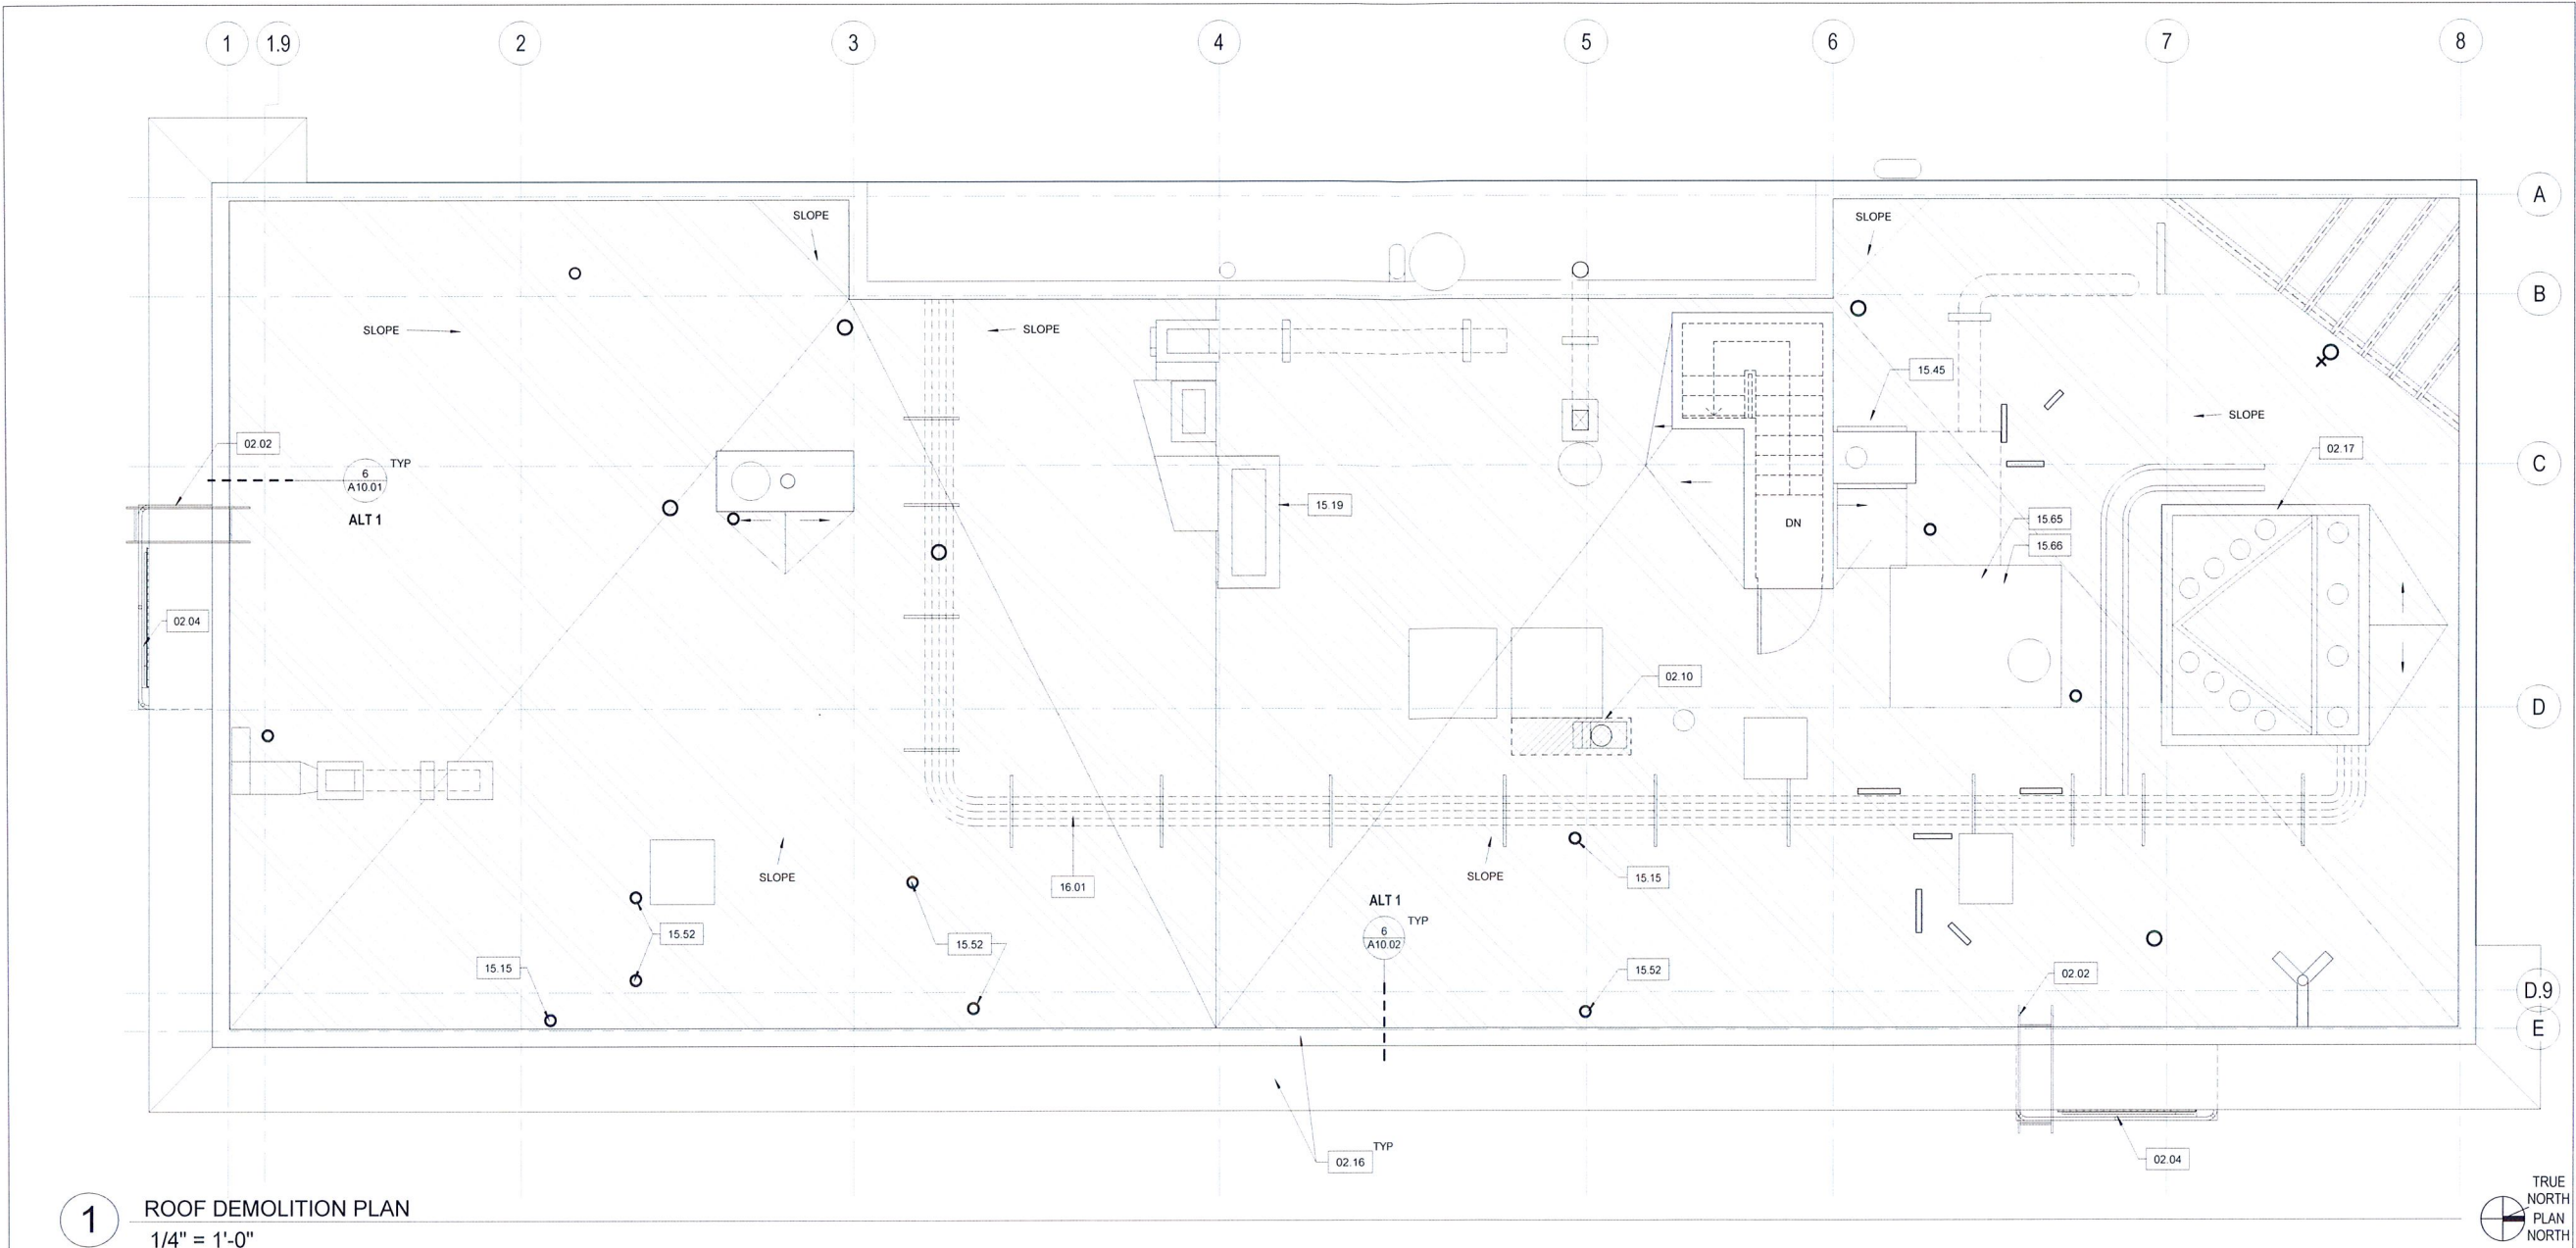 1
1.9
2
3
4
5
6
7
8
A
SLOPE
SLOPE
B
SLOPE
SLOPE
15.45
SLOPE
02.02
02.17
TYP
6
A10.01
C
15.19
ALT 1
DN
15.65
15.66
02.04
02.10
D
SLOPE
SLOPE
15.15
16.01
ALT 1
TYP
6
A10.02
15.52
15.52
15.15
15.52
02.02
D.9
E
TYP
02.16
02.04
1
ROOF DEMOLITION PLAN
1/4" = 1'-0"
TRUE
NORTH
PLAN
NORTH